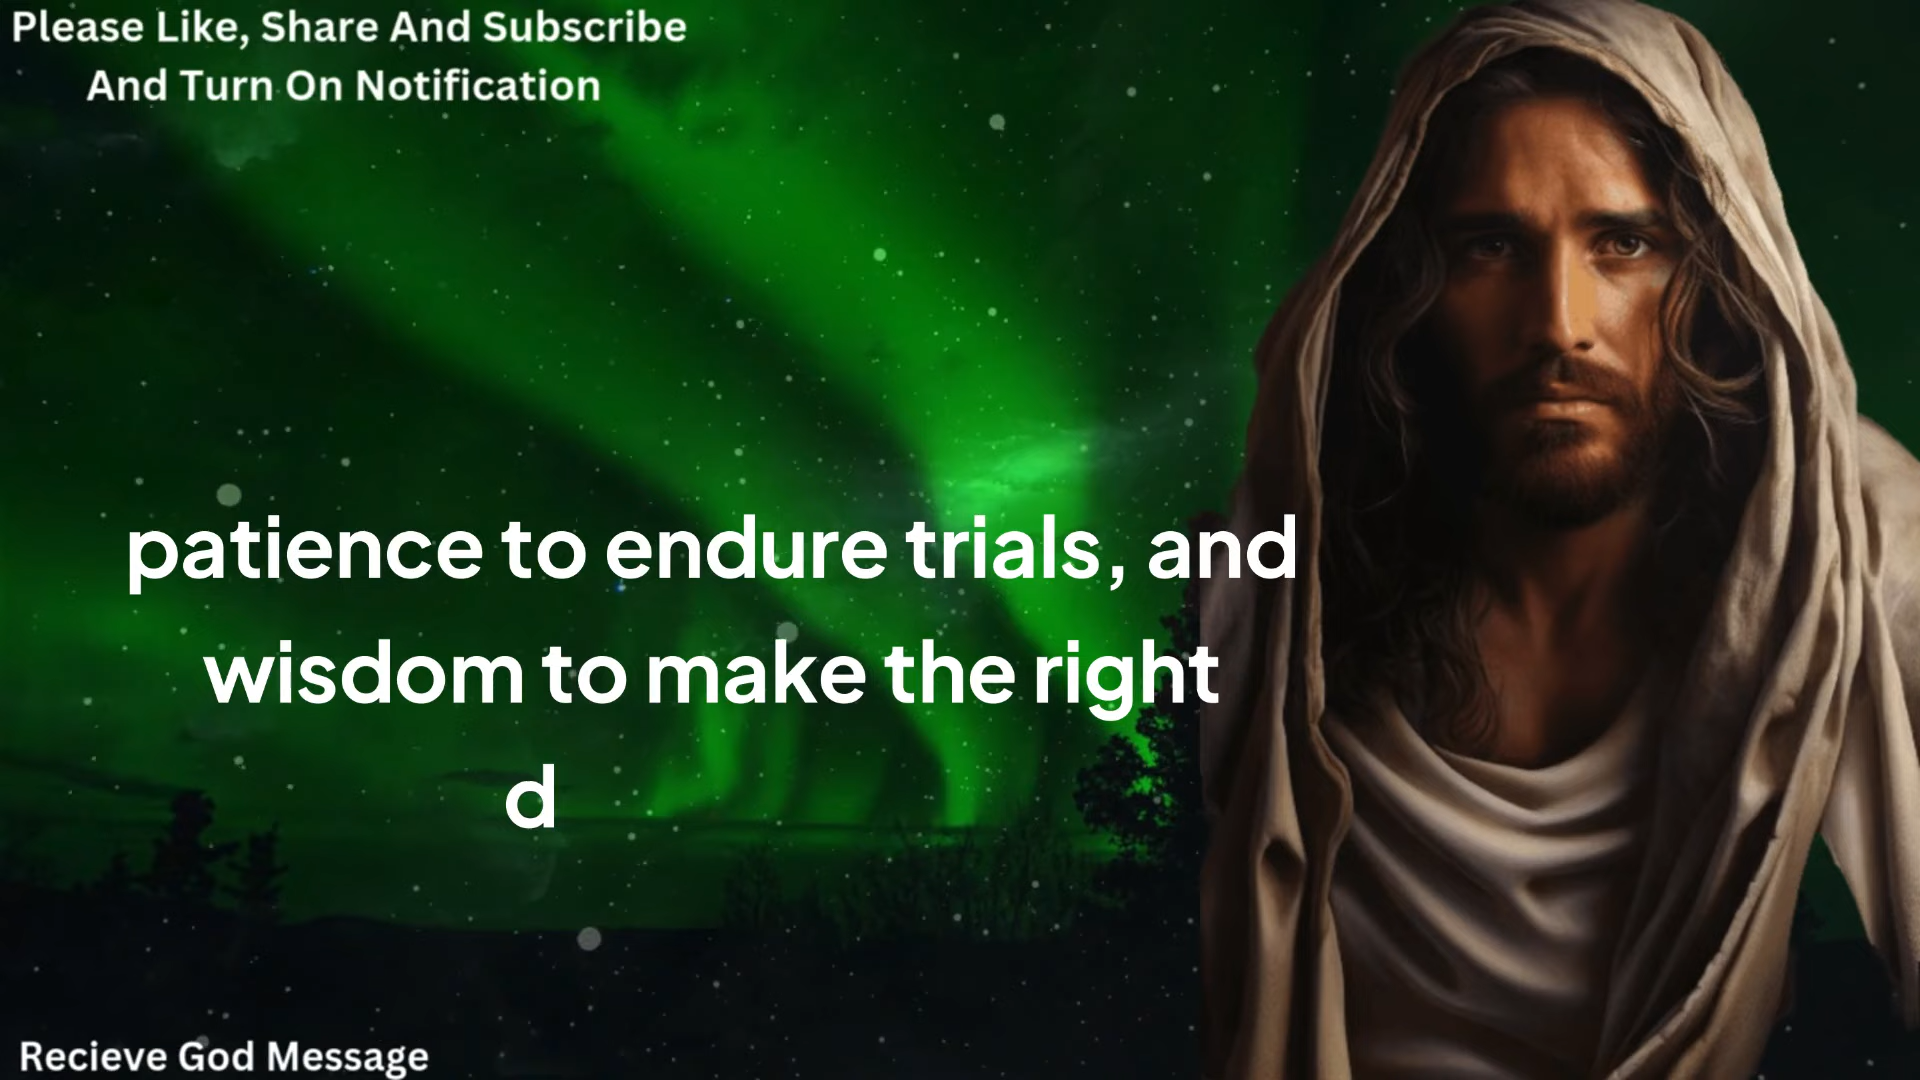 Please Like, Share And Subscribe
And Turn On Notification
patience to endure trials, and
wisdom to make the right
d
Recieve God Message